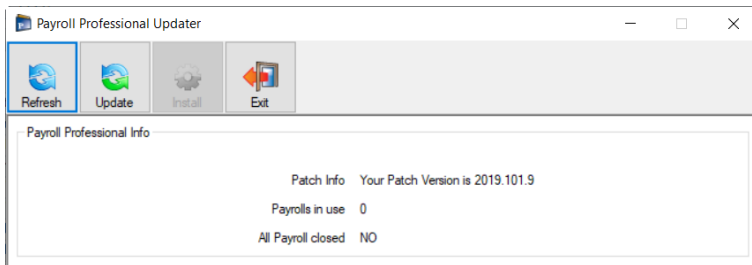 Payroll Professional Updater
Refresh Update Install Exit
Payroll Professional Info
Patch Info Your Patch Version is 2019.101.9
Payrolls in use 0
All Payroll closed NO